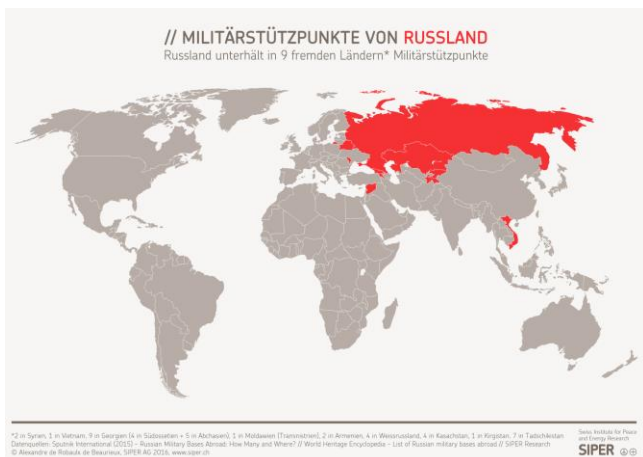 // MILITÄRSTÜTZPUNKTE VON RUSSLAND
Russland unterhält in 9 fremden Ländern* Militärstützpunkte
*2 in Syrien, 1 in Vietnam, 9 in Georgien (4 in Südossetien + 5 in Abchasien), 1 in Moldawien (Transnistrien), 2 in Armenien, 4 in Weissrussland, 4 in Kasachstan, 1 in Kirgistan, 7 in Tadschikistan
Datenquellen: Sputnik International (2015) – Russian Military Bases Abroad: How Many and Where? // World Heritage Encyclopedia – List of Russian military bases abroad // SIPER Research
© Alexandre de Robaulx de Beaurieux, SIPER AG 2016, www.siper.ch
Swiss Institute for Peace
and Energy Research
SIPER